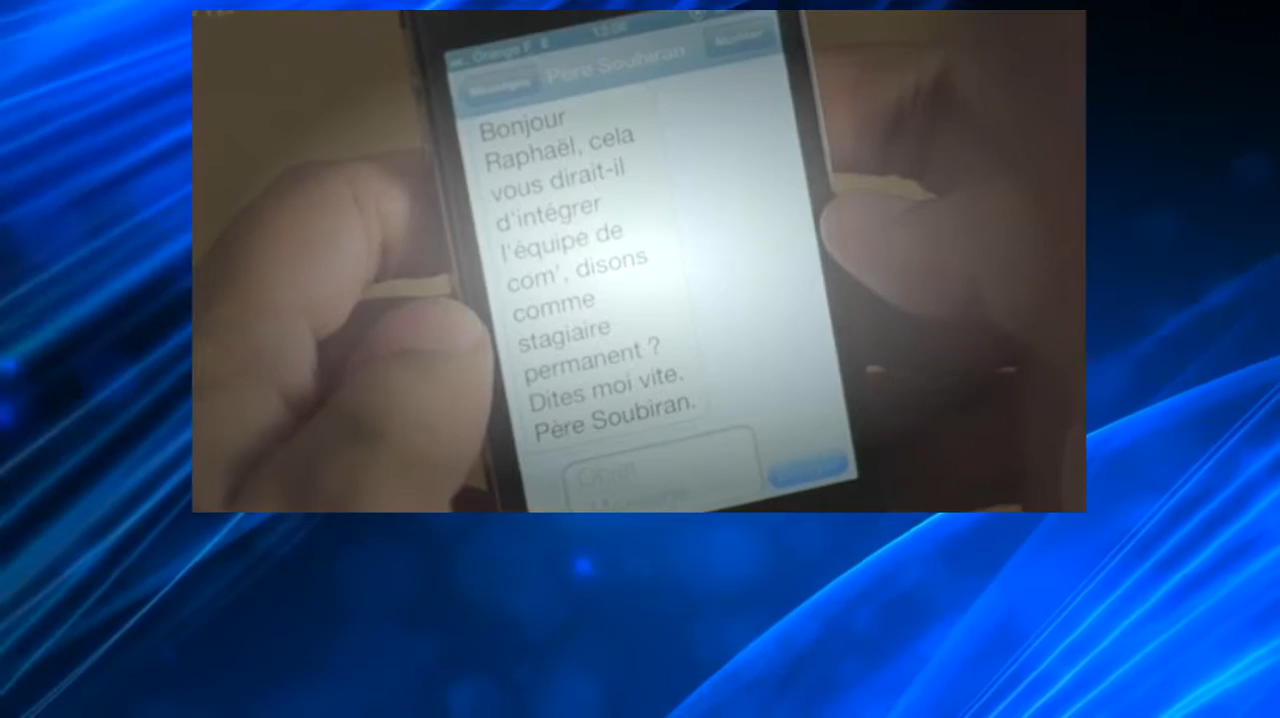 Orange F
Père Soubiran
Bonjour
Raphaël, cela
vous dirait-il
d'intégrer
l'équipe de
com', disons
comme
stagiaire
permanent ?
Dites moi vite.
Père Soubiran.